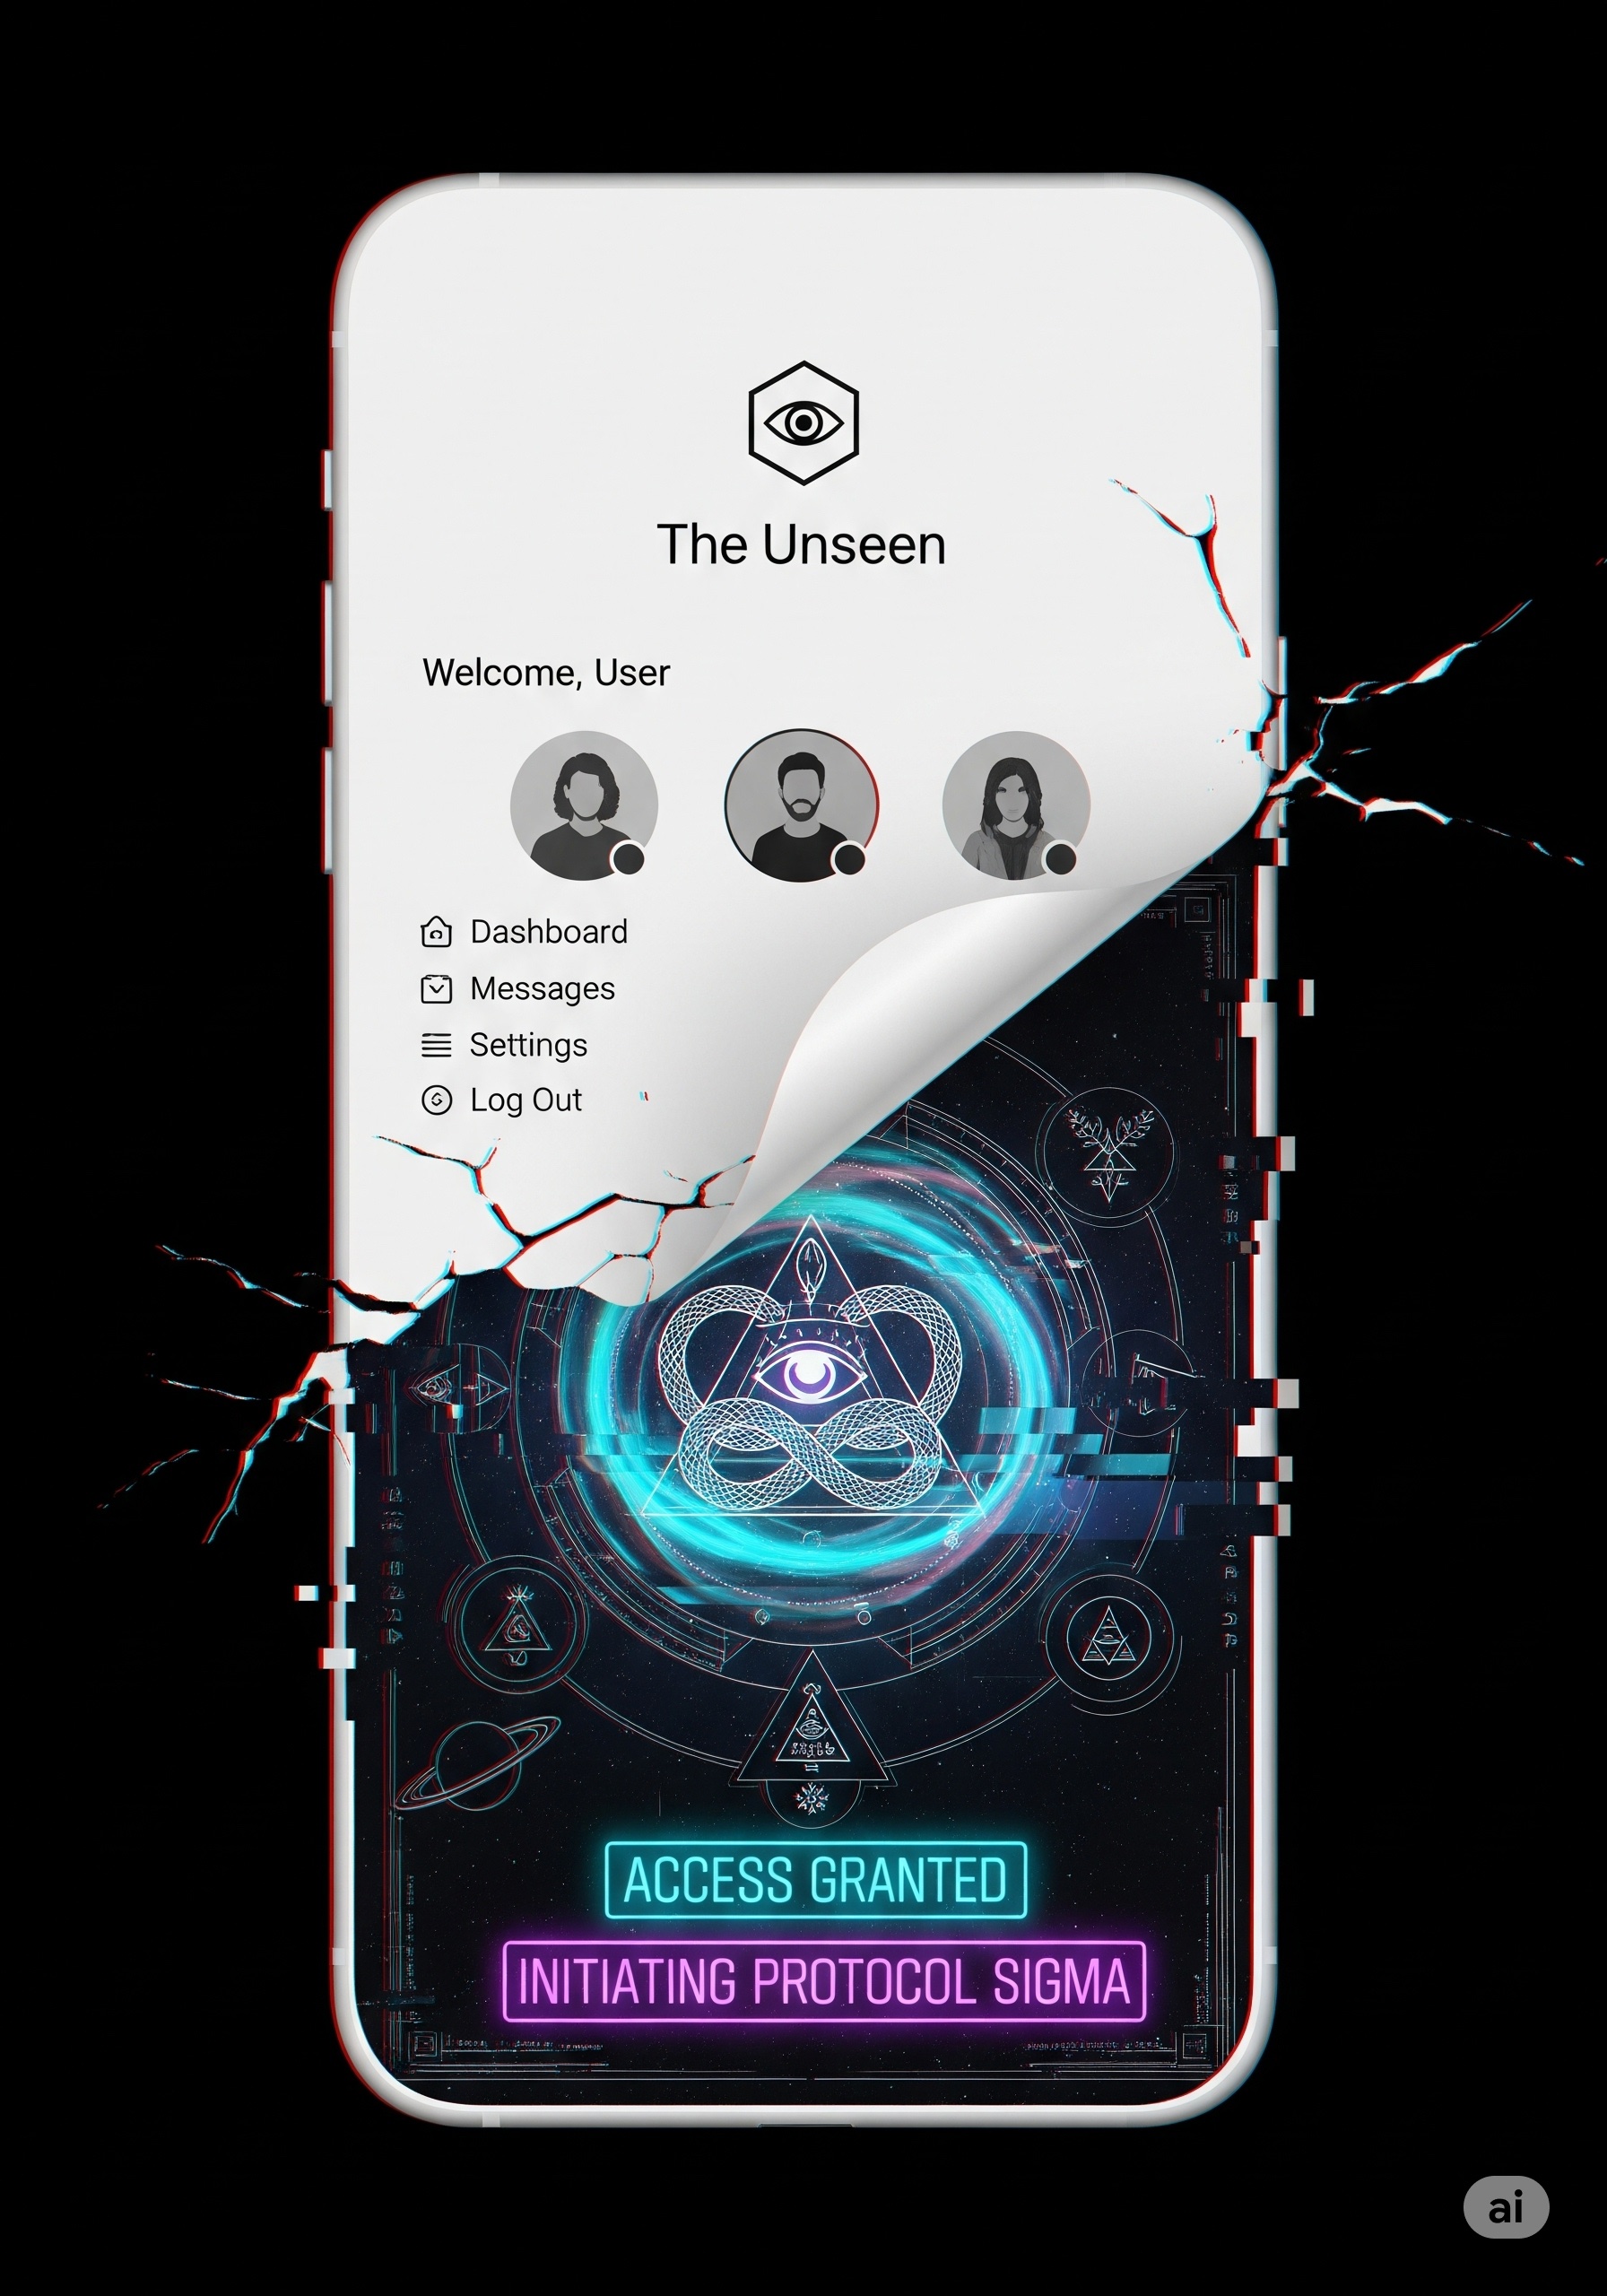 The Unseen
Welcome, User
Dashboard
Messages
Settings
Log Out
ACCESS GRANTED
INITIATING PROTOCOL SIGMA
ai